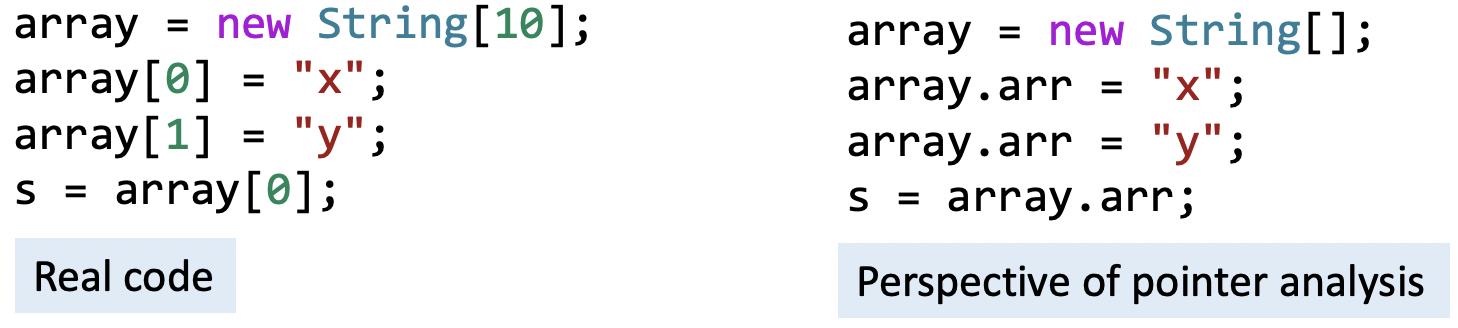 array = new String[10];
array[0] = "x";
array[1] = "y";
s = array[0];
Real code
array = new String[];
array.arr = "x";
array.arr = "y";
s = array.arr;
Perspective of pointer analysis